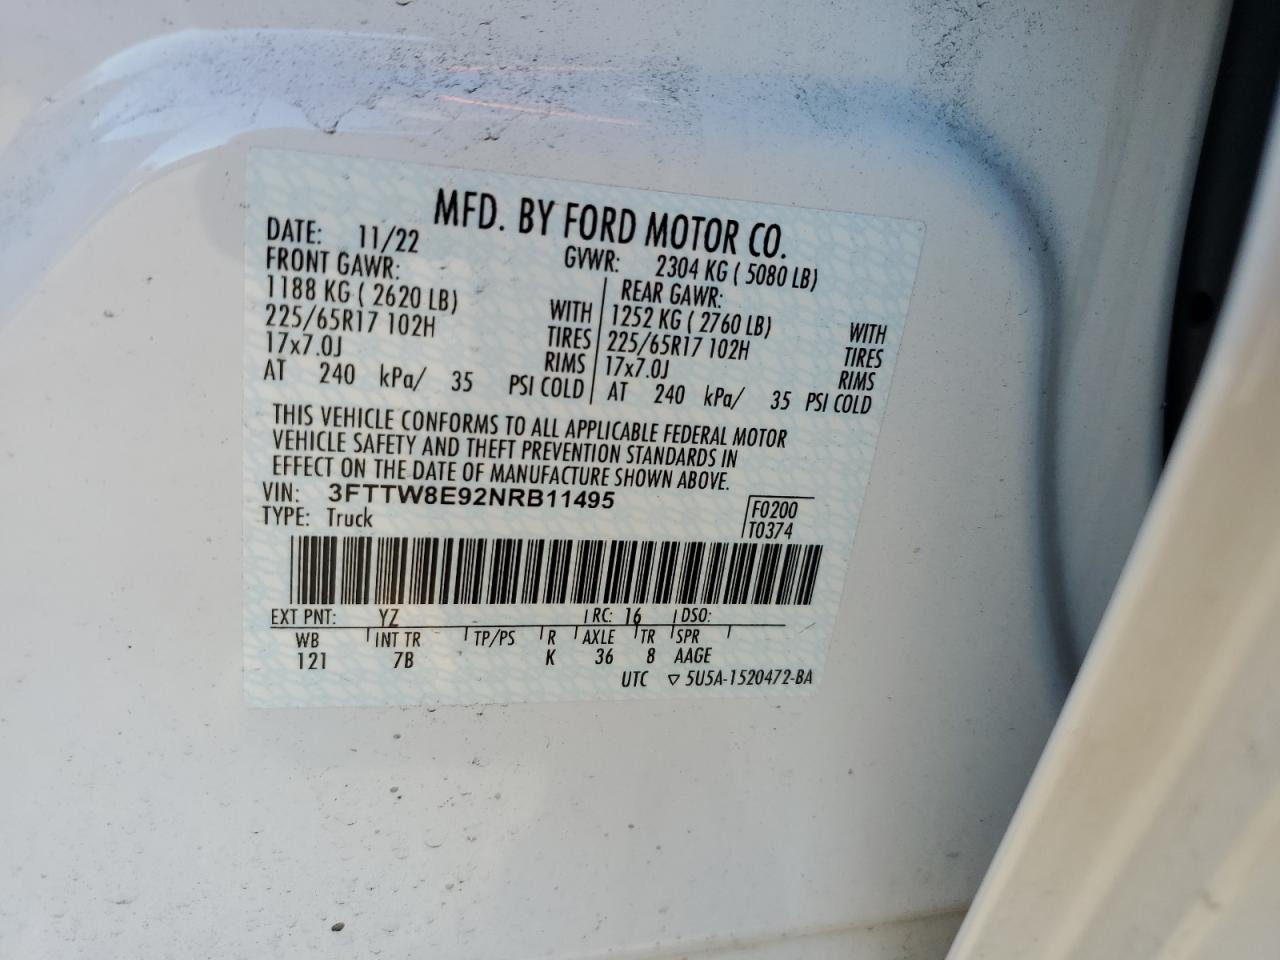 MFD. BY FORD MOTOR CO.
DATE: 11/22 GVWR: 2304 KG ( 5080 LB)
FRONT GAWR: REAR GAWR:
1188 KG ( 2620 LB) WITH 1252 KG ( 2760 LB) WITH
225/65R17 102H TIRES 225/65R17 102H TIRES
17x7.0J RIMS 17x7.0J RIMS
AT 240 kPa/ 35 PSI COLD AT 240 kPa/ 35 PSI COLD
THIS VEHICLE CONFORMS TO ALL APPLICABLE FEDERAL MOTOR
VEHICLE SAFETY AND THEFT PREVENTION STANDARDS IN
EFFECT ON THE DATE OF MANUFACTURE SHOWN ABOVE.
VIN: 3FTTW8E92NRB11495 F0200
TYPE: Truck T0374
EXT PNT: YZ RC: 16 DSO:
WB INT TR TP/PS R AXLE TR SPR
121 7B K 36 8 AAGE
UTC ▽ 5U5A-1520472-BA